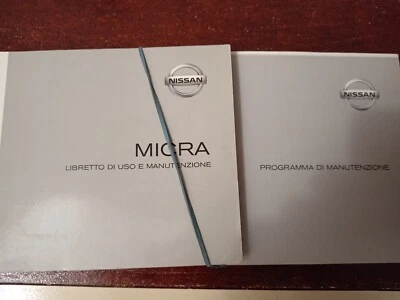 NISSAN
MICRA
LIBRETTO DI USO E MANUTENZIONE
NISSAN
PROGRAMMA DI MANUTENZIONE